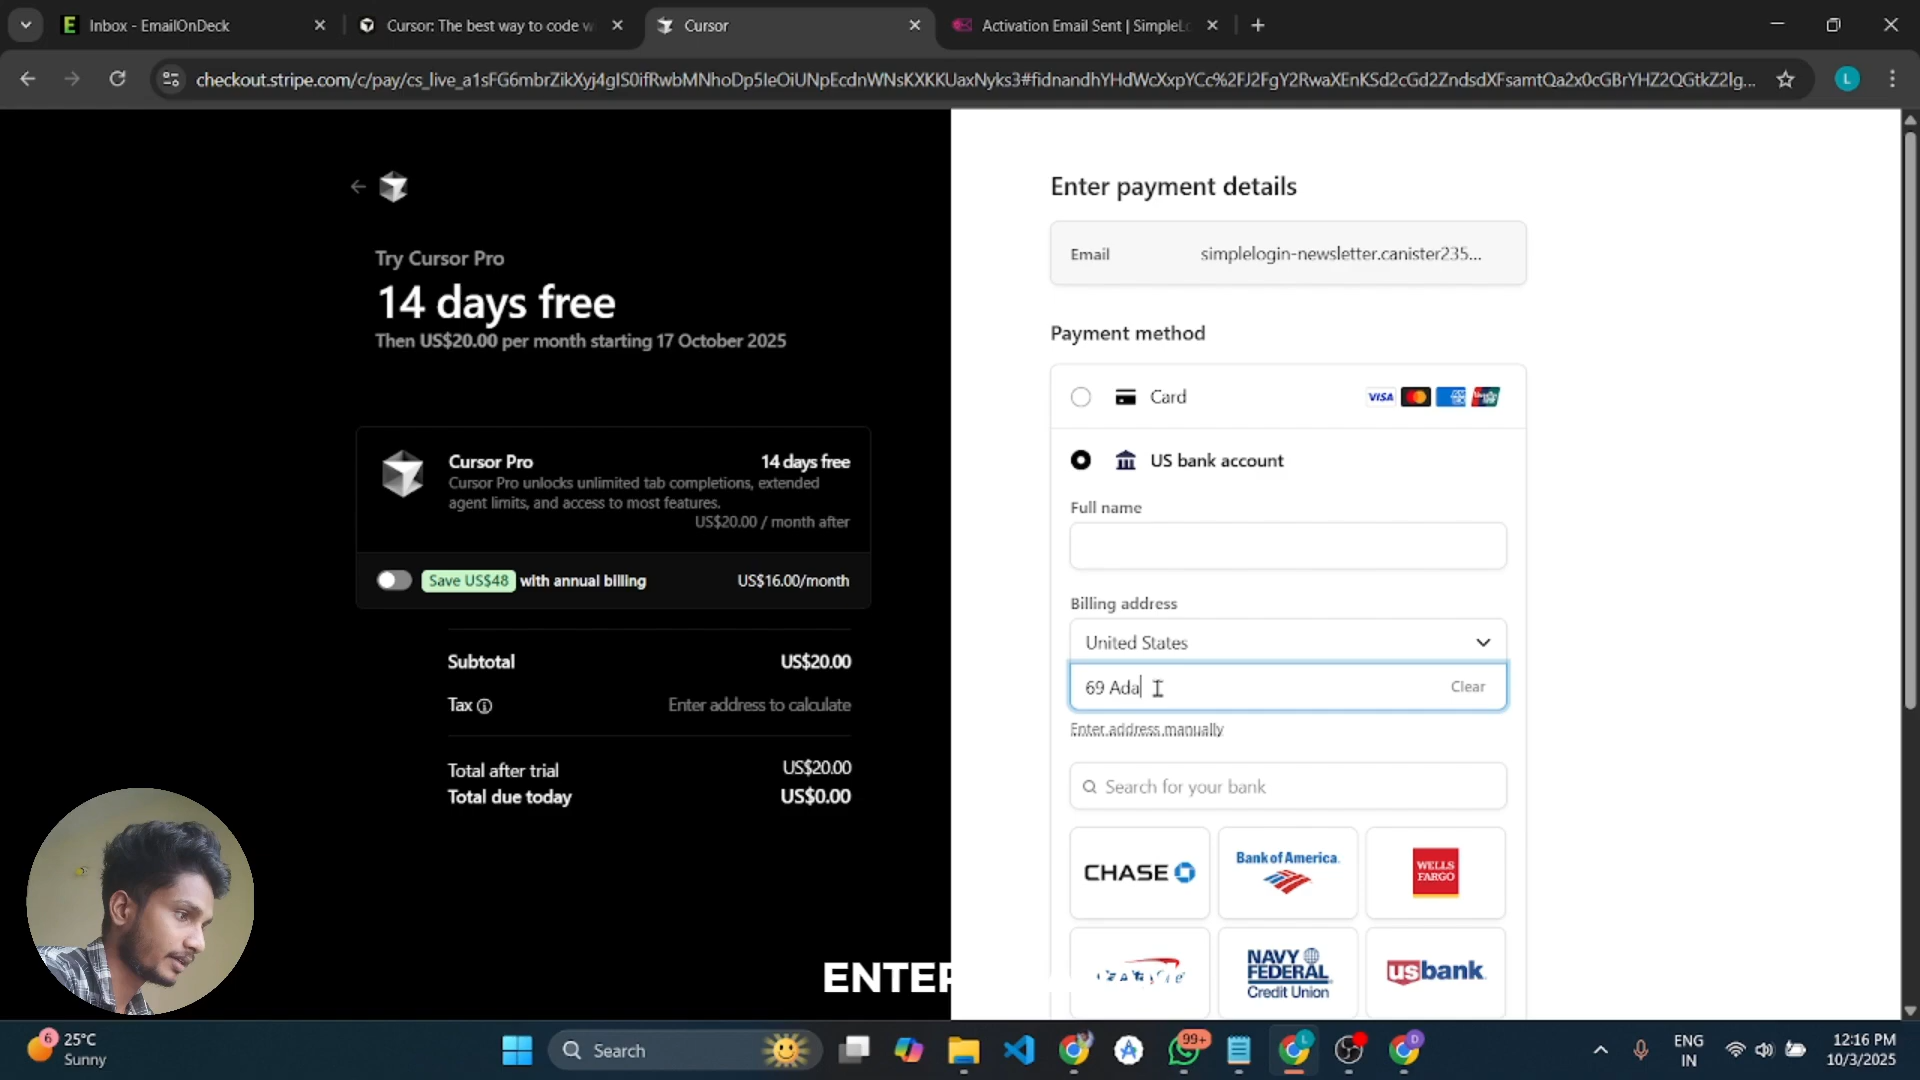 Inbox - EmailOnDeck
Cursor: The best way to code w
Cursor
Activation Email Sent | SimpleLo
checkout.stripe.com/c/pay/cs_live_a1sFG6mbrZikXyj4gIS0ifRwbMNhoDp5IeOiUNpEcdnWNsKXKKUaxNyks3#fidnandhYHdWcXxpYCc%2FJ2FgY2RwaXEnKSd2cGd2ZndsdXFsamtQa2x0cGBrYHZ2QGtkZ2lg...
L
Try Cursor Pro
14 days free
Then US$20.00 per month starting 17 October 2025
Cursor Pro
14 days free
Cursor Pro unlocks unlimited tab completions, extended
agent limits, and access to most features.
US$20.00 / month after
Save US$48 with annual billing
US$16.00/month
Subtotal
US$20.00
Tax
Enter address to calculate
Total after trial
US$20.00
Total due today
US$0.00
Enter payment details
Email
simplelogin-newsletter.canister235...
Payment method
Card
VISA
US bank account
Full name
Billing address
United States
69 Ada
Clear
Enter address manually
Search for your bank
CHASE
Bank of America.
WELLS
FARGO
NAVY
FEDERAL
Credit Union
usbank
ENTER
6
25°C
Sunny
Search
99+
L
D
ENG
IN
12:16 PM
10/3/2025